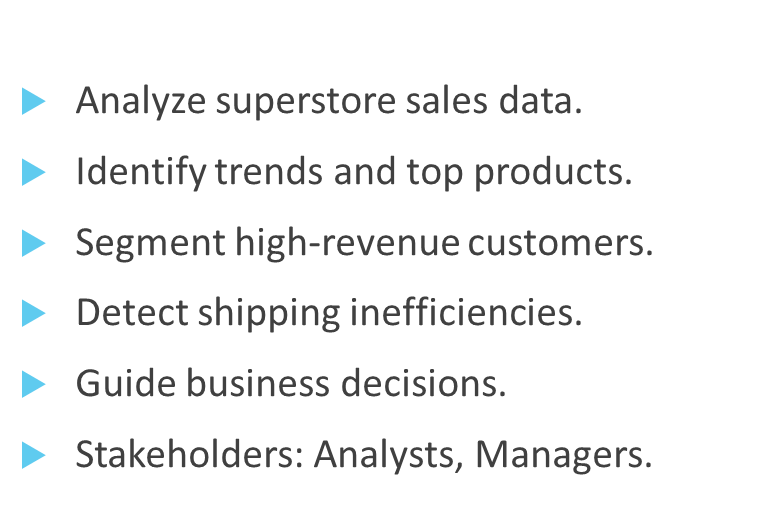 Analyze superstore sales data.
Identify trends and top products.
Segment high-revenue customers.
Detect shipping inefficiencies.
Guide business decisions.
Stakeholders: Analysts, Managers.